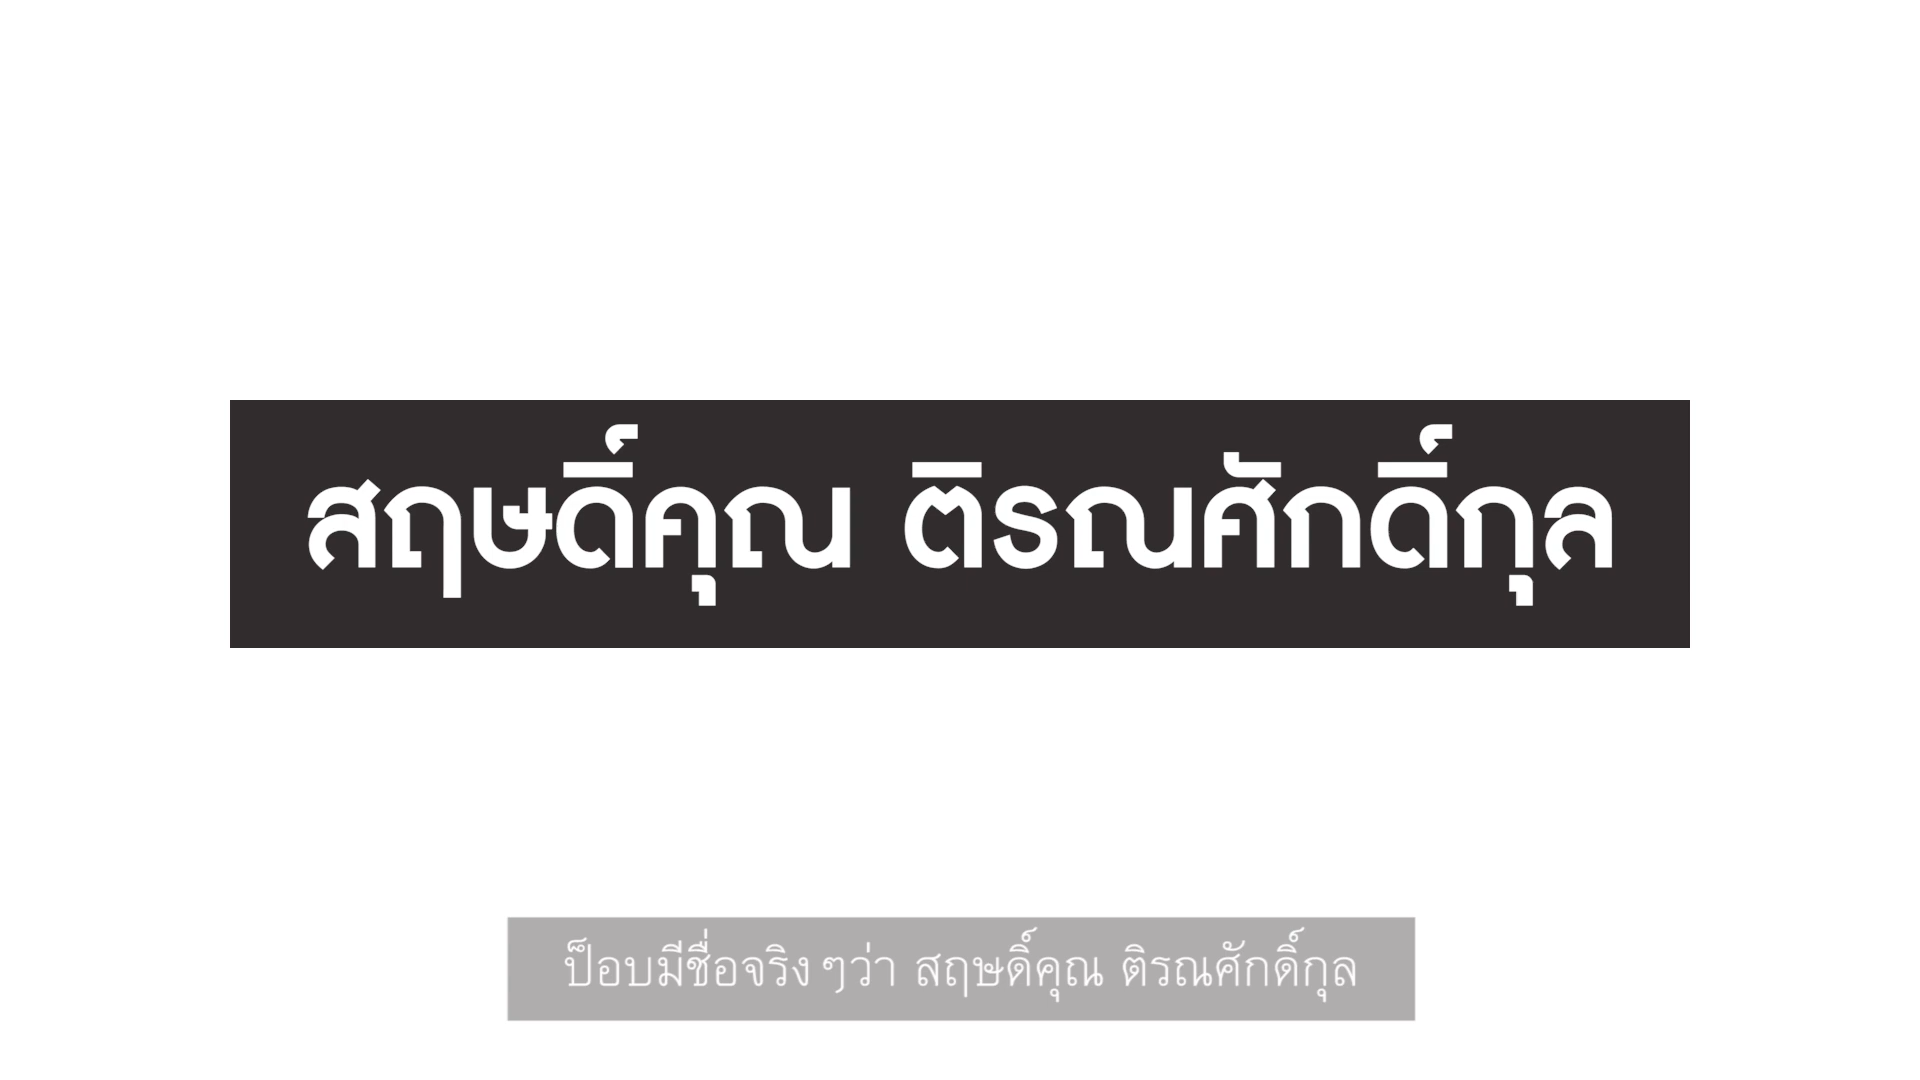 สฤษดิ์คุณ ติรณศักดิ์กุล
ป็อบมีชื่อจริง ๆว่า สฤษดิ์คุณ ติรณศักดิ์กุล